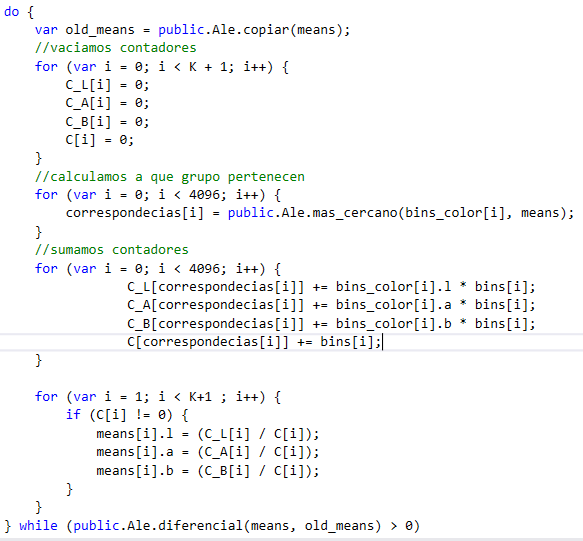 do {
    var old_means = public.Ale.copiar(means);
    //vaciamos contadores
    for (var i = 0; i < K + 1; i++) {
        C_L[i] = 0;
        C_A[i] = 0;
        C_B[i] = 0;
        C[i] = 0;
    }
    //calculamos a que grupo pertenecen
    for (var i = 0; i < 4096; i++) {
        correspondecias[i] = public.Ale.mas_cercano(bins_color[i], means);
    }
    //sumamos contadores
    for (var i = 0; i < 4096; i++) {
                C_L[correspondecias[i]] += bins_color[i].l * bins[i];
                C_A[correspondecias[i]] += bins_color[i].a * bins[i];
                C_B[correspondecias[i]] += bins_color[i].b * bins[i];
                C[correspondecias[i]] += bins[i];
    }

    for (var i = 1; i < K+1 ; i++) {
        if (C[i] != 0) {
            means[i].l = (C_L[i] / C[i]);
            means[i].a = (C_A[i] / C[i]);
            means[i].b = (C_B[i] / C[i]);
        }
    }
} while (public.Ale.diferencial(means, old_means) > 0)